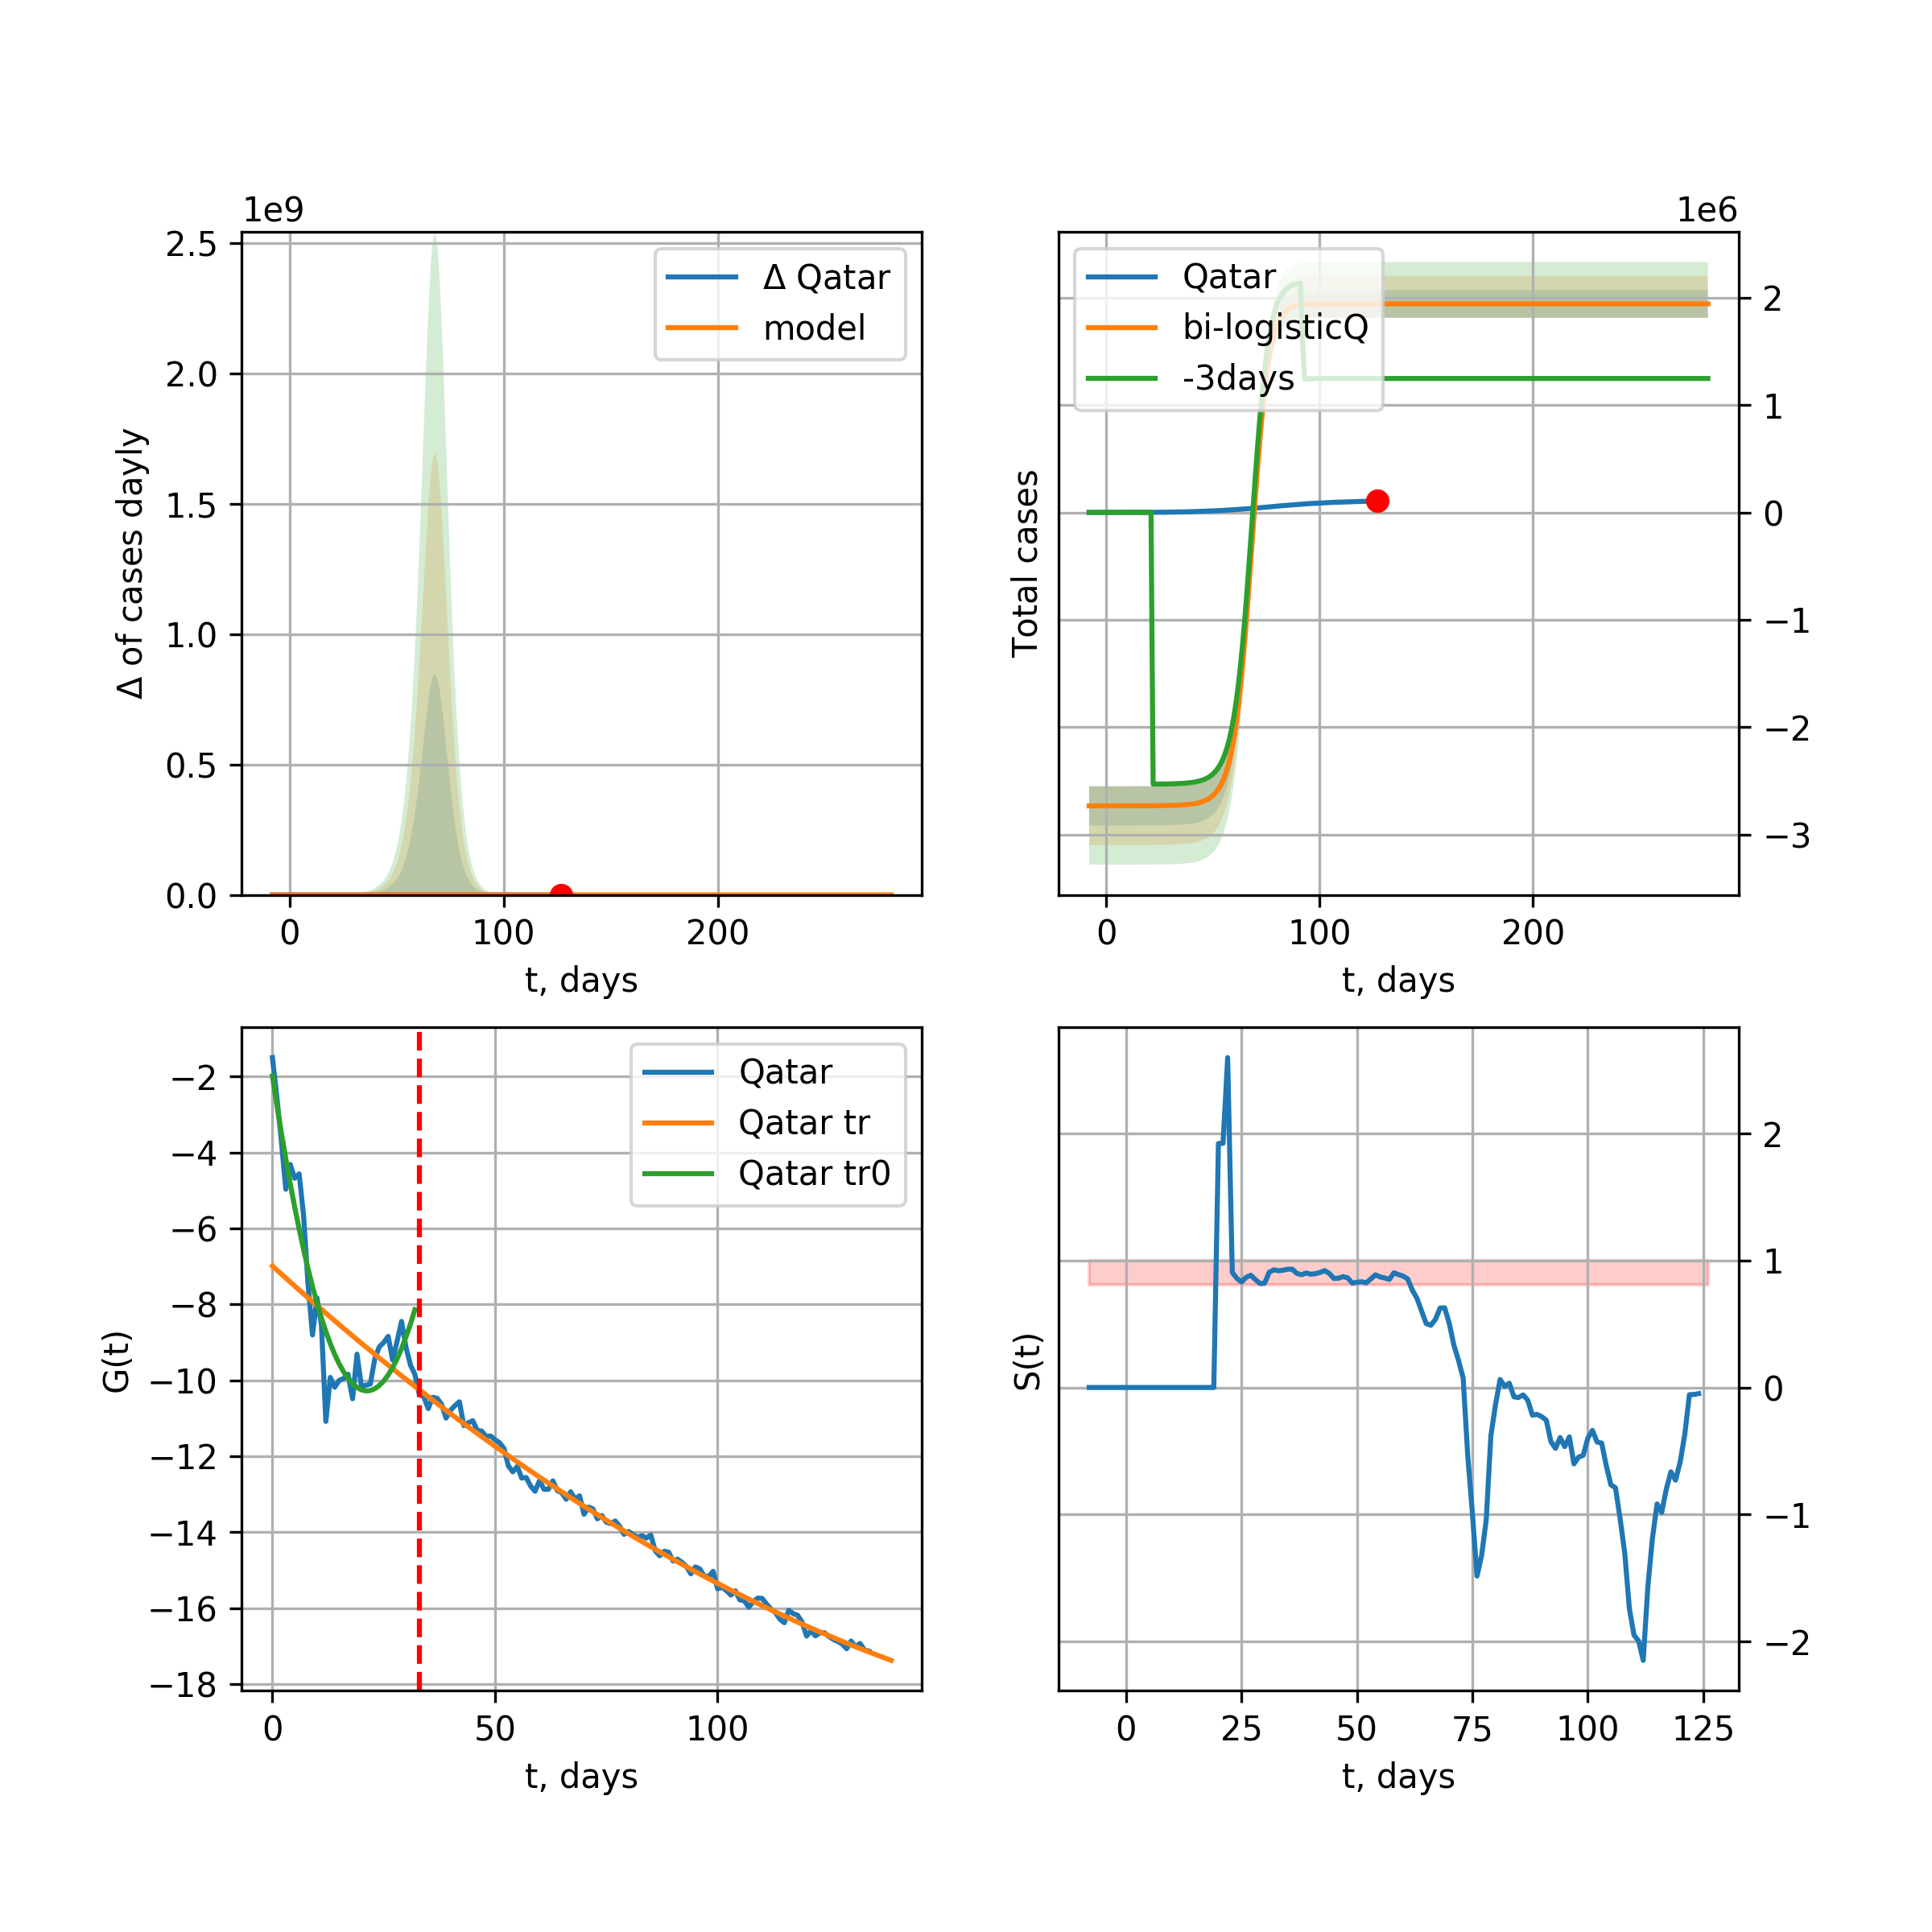 1e9
2.5
2.0
1.5
1.0
0.5
0.0
Δ of cases dayly
Δ Qatar
model
0 100 200
t, days
1e6
2
1
0
−1
−2
−3
Total cases
Qatar
bi-logisticQ
-3days
0 100 200
t, days
−2
−4
−6
−8
−10
−12
−14
−16
−18
G(t)
Qatar
Qatar tr
Qatar tr0
0 50 100
t, days
2
1
0
−1
−2
S(t)
0 25 50 75 100 125
t, days